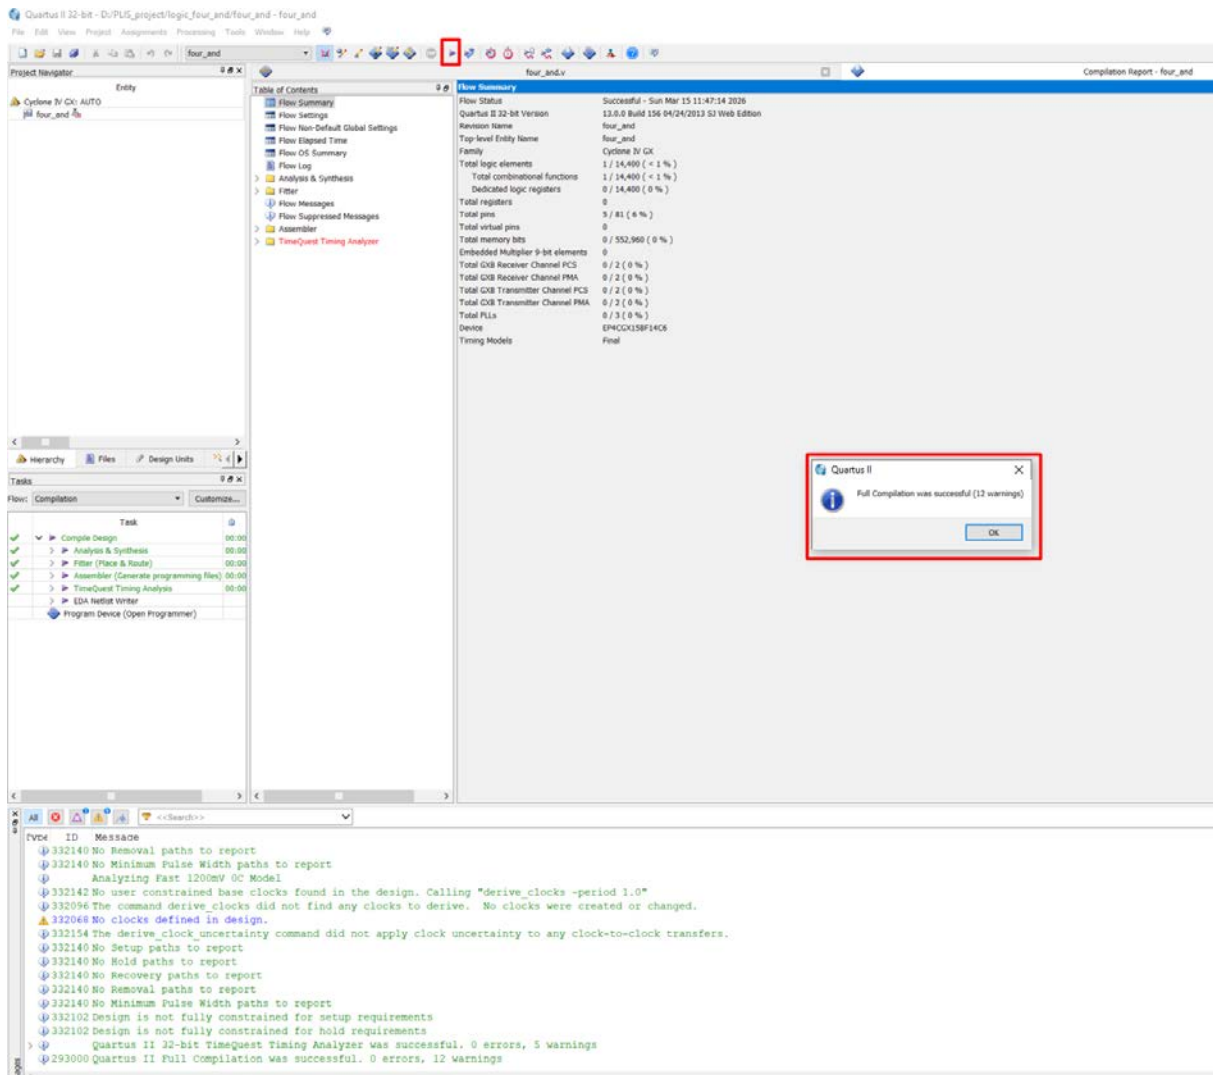 Quartus II 32-bit - D:/PLIS_project/logic_four_and/four_and - four_and
File Edit View Project Assignments Processing Tools Window Help
four_and
Project Navigator
Entity
Cyclone IV GX: AUTO
four_and
Hierarchy Files Design Units
Tasks
Flow: Compilation Customize...
Task
Compile Design 00:00
Analysis & Synthesis 00:00
Fitter (Place & Route) 00:00
Assembler (Generate programming files) 00:00
TimeQuest Timing Analysis 00:00
EDA Netlist Writer
Program Device (Open Programmer)
four_and.v
Compilation Report - four_and
Table of Contents
Flow Summary
Flow Settings
Flow Non-Default Global Settings
Flow Elapsed Time
Flow OS Summary
Flow Log
Analysis & Synthesis
Fitter
Flow Messages
Flow Suppressed Messages
Assembler
TimeQuest Timing Analyzer
Flow Summary
Flow Status Successful - Sun Mar 15 11:47:14 2026
Quartus II 32-bit Version 13.0.0 Build 156 04/24/2013 SJ Web Edition
Revision Name four_and
Top-level Entity Name four_and
Family Cyclone IV GX
Total logic elements 1 / 14,400 ( < 1 % )
Total combinational functions 1 / 14,400 ( < 1 % )
Dedicated logic registers 0 / 14,400 ( 0 % )
Total registers 0
Total pins 5 / 81 ( 6 % )
Total virtual pins 0
Total memory bits 0 / 552,960 ( 0 % )
Embedded Multiplier 9-bit elements 0
Total GXB Receiver Channel PCS 0 / 2 ( 0 % )
Total GXB Receiver Channel PMA 0 / 2 ( 0 % )
Total GXB Transmitter Channel PCS 0 / 2 ( 0 % )
Total GXB Transmitter Channel PMA 0 / 2 ( 0 % )
Total PLLs 0 / 3 ( 0 % )
Device EP4CGX15BF14C6
Timing Models Final
Quartus II
Full Compilation was successful (12 warnings)
OK
All <<Search>>
Type ID Message
332140 No Removal paths to report
332140 No Minimum Pulse Width paths to report
Analyzing Fast 1200mV 0C Model
332142 No user constrained base clocks found in the design. Calling "derive_clocks -period 1.0"
332096 The command derive_clocks did not find any clocks to derive. No clocks were created or changed.
332068 No clocks defined in design.
332154 The derive_clock_uncertainty command did not apply clock uncertainty to any clock-to-clock transfers.
332140 No Setup paths to report
332140 No Hold paths to report
332140 No Recovery paths to report
332140 No Removal paths to report
332140 No Minimum Pulse Width paths to report
332102 Design is not fully constrained for setup requirements
332102 Design is not fully constrained for hold requirements
Quartus II 32-bit TimeQuest Timing Analyzer was successful. 0 errors, 5 warnings
293000 Quartus II Full Compilation was successful. 0 errors, 12 warnings